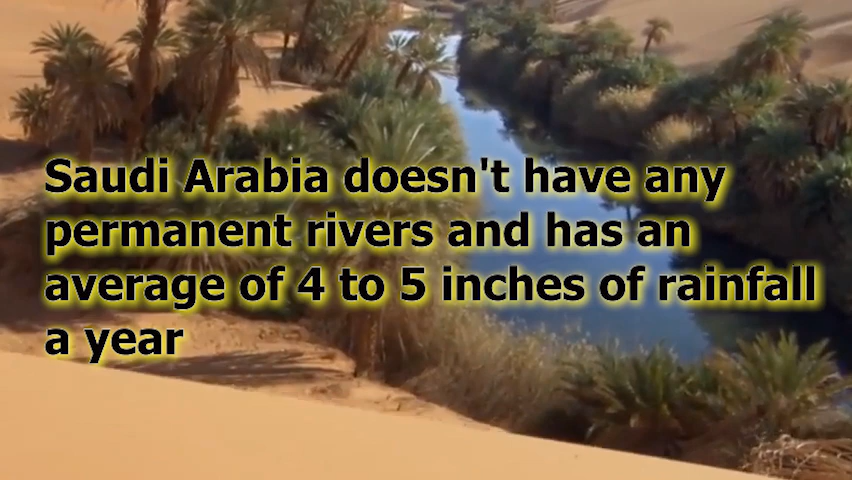 Saudi Arabia doesn't have any
permanent rivers and has an
average of 4 to 5 inches of rainfall
a year